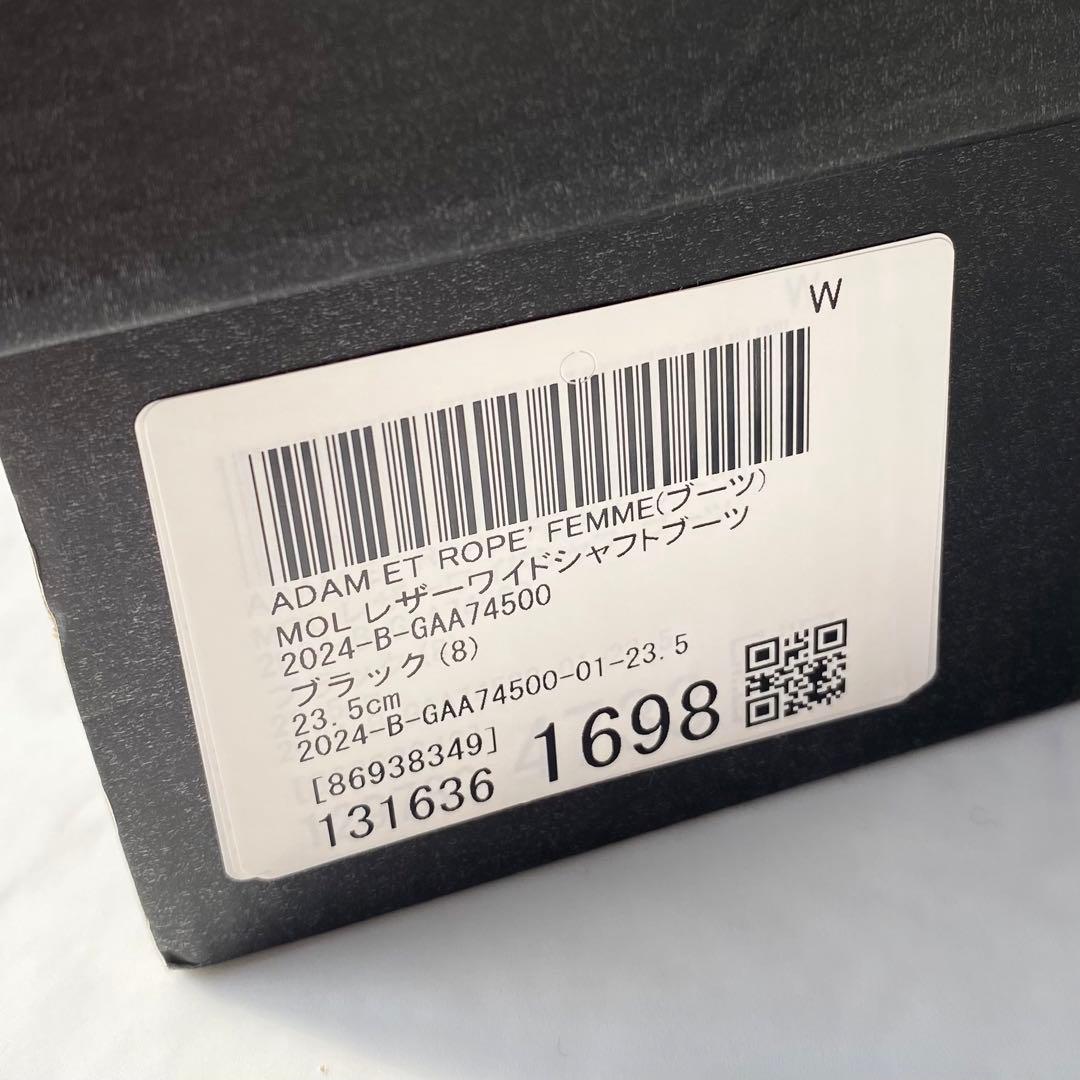 W
ADAM ET ROPE' FEMME(ブーツ)
MOL レザーワイドシャフトブーツ
2024-B-GAA74500
ブラック(8)
23.5cm
2024-B-GAA74500-01-23.5
[86938349]
131636 1698